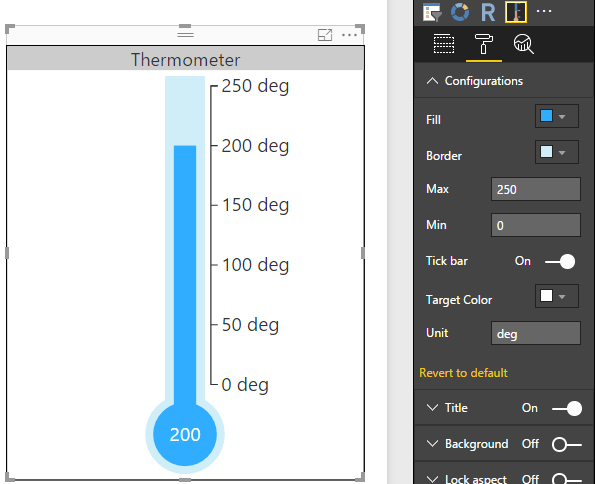 Thermometer
250 deg
200 deg
150 deg
100 deg
50 deg
0 deg
200
R
Configurations
Fill
Border
Max 250
Min 0
Tick bar On
Target Color
Unit deg
Revert to default
Title On
Background Off
Lock aspect Off